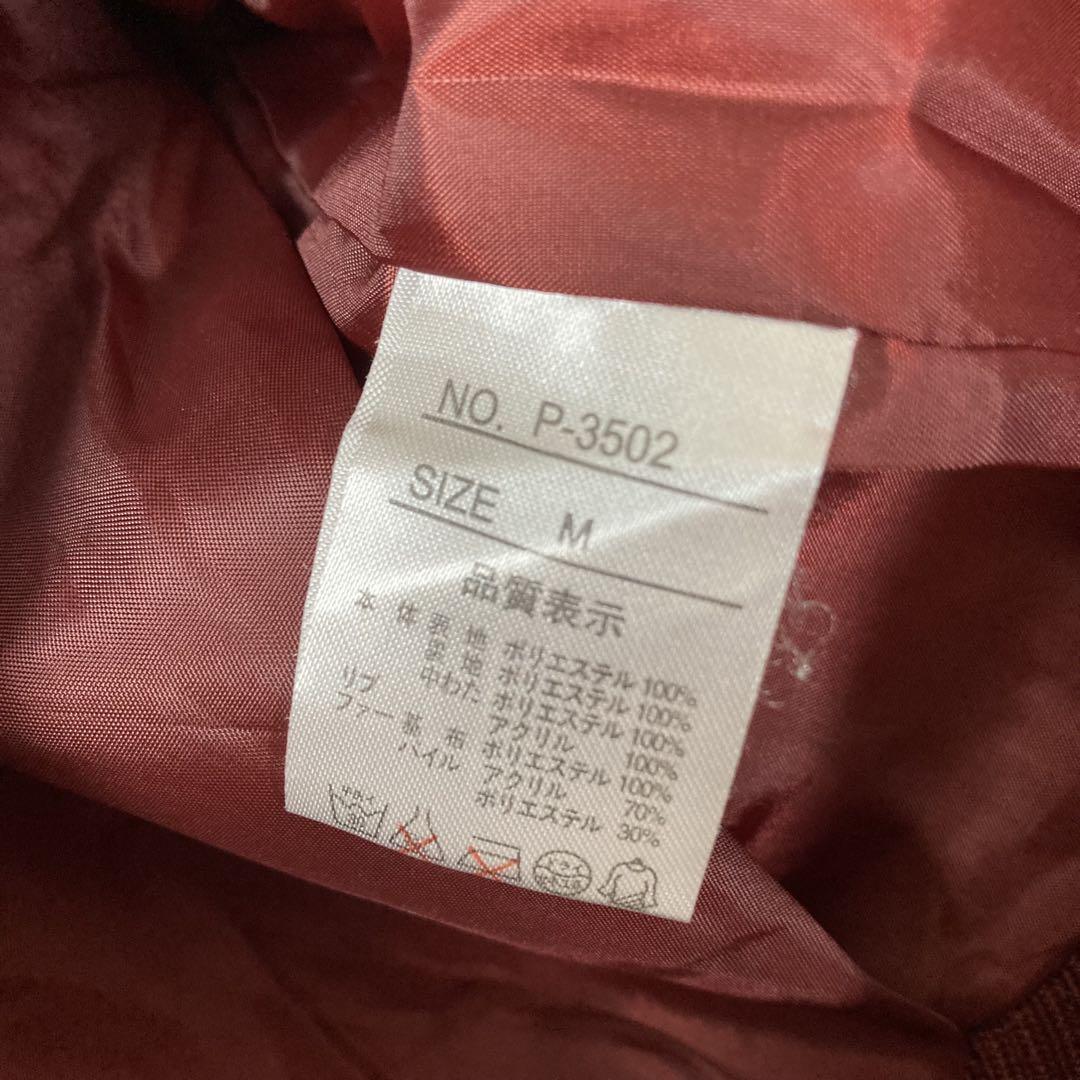 NO. P-3502
SIZE M
品質表示
本体 表地 ポリエステル 100%
裏地 ポリエステル 100%
中わた ポリエステル 100%
リブ アクリル 100%
ファー 基布 ポリエステル 100%
パイル アクリル 70%
ポリエステル 30%